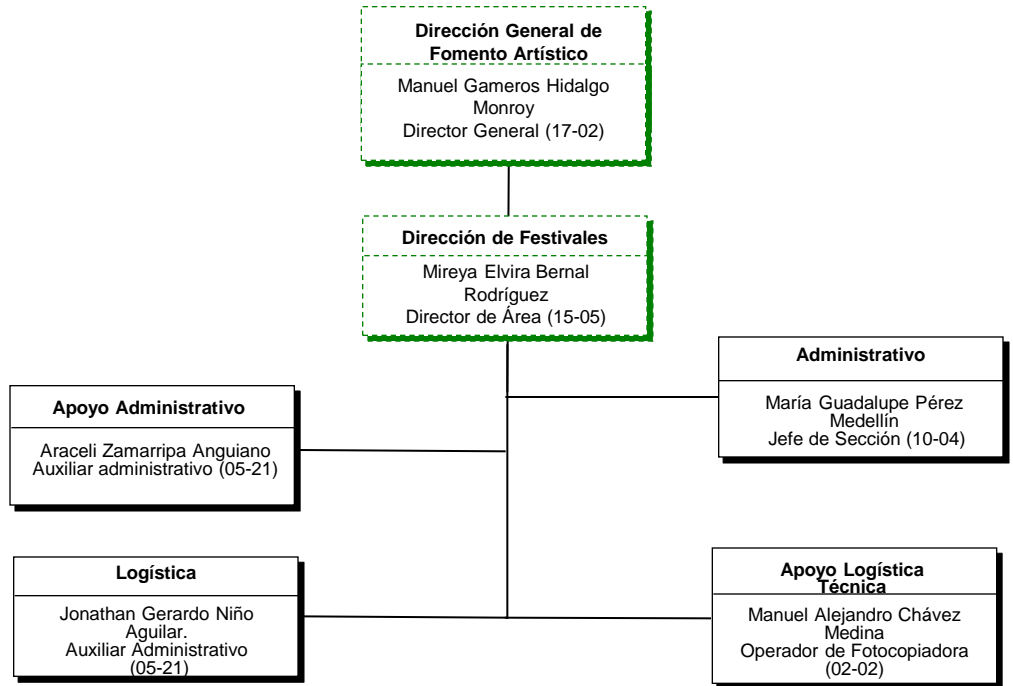 Dirección General de
Fomento Artístico
Manuel Gameros Hidalgo
Monroy
Director General (17-02)
Dirección de Festivales
Mireya Elvira Bernal
Rodríguez
Director de Área (15-05)
Administrativo
María Guadalupe Pérez
Medellín
Jefe de Sección (10-04)
Apoyo Administrativo
Araceli Zamarripa Anguiano
Auxiliar administrativo (05-21)
Logística
Jonathan Gerardo Niño
Aguilar.
Auxiliar Administrativo
(05-21)
Apoyo Logística
Técnica
Manuel Alejandro Chávez
Medina
Operador de Fotocopiadora
(02-02)